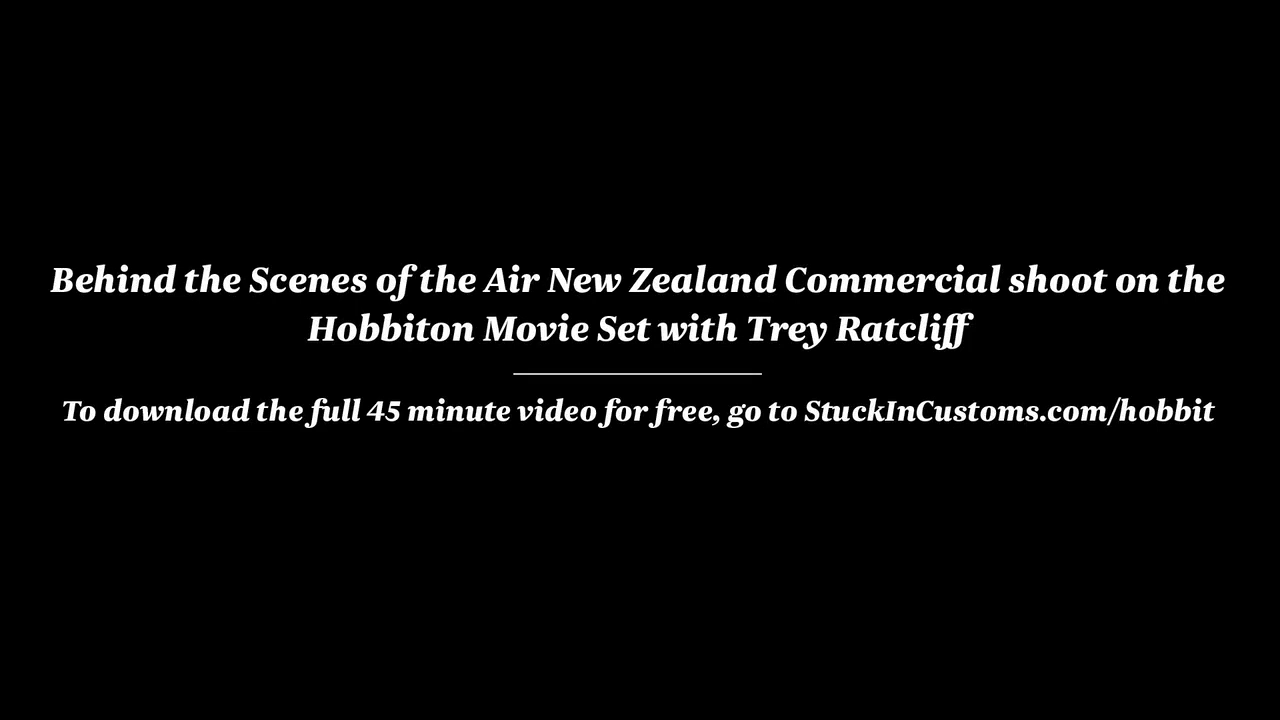 Behind the Scenes of the Air New Zealand Commercial shoot on the
Hobbiton Movie Set with Trey Ratcliff
To download the full 45 minute video for free, go to StuckInCustoms.com/hobbit